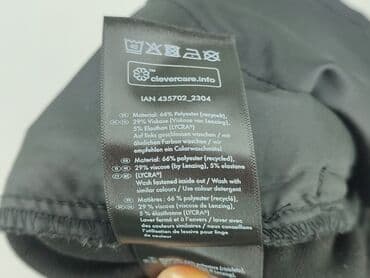 40
clevercare.info
IAN 435702_2304
Material: 66% Polyester (recycelt),
29% Viskose (Viskose von Lenzing),
5% Elasthan (LYCRA®)
Auf links geschlossen waschen / mit
ähnlichen Farben waschen / wir
empfehlen ein Colorwaschmittel
Material: 66% polyester (recycled),
29% viscose (by Lenzing), 5% elastane
(LYCRA®)
Wash fastened inside out / Wash with
similar colours / Use colour detergent
Matières : 66 % polyester (recyclé),
29 % viscose (viscose de Lenzing),
5 % élasthanne (LYCRA®)
Laver fermé et à l'envers / laver avec
des couleurs similaires / nous conseillons
l'utilisation de lessive pour linge de
couleur